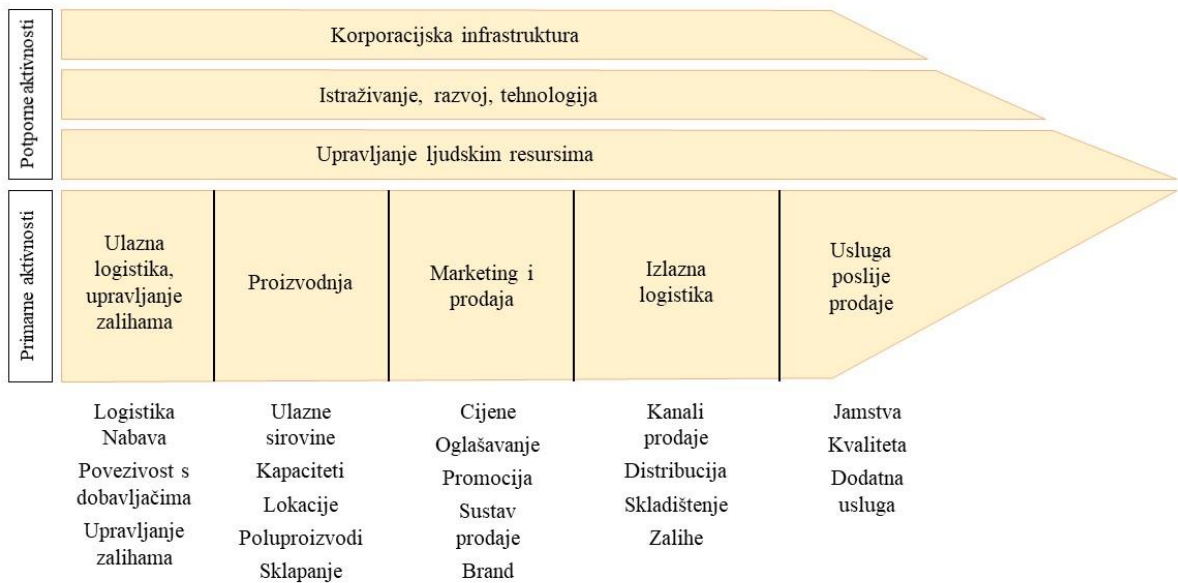 Potporne aktivnosti
Korporacijska infrastruktura
Istraživanje, razvoj, tehnologija
Upravljanje ljudskim resursima
Primarne aktivnosti
Ulazna
logistika,
upravljanje
zalihama
Proizvodnja
Marketing i
prodaja
Izlazna
logistika
Usluga
poslije
prodaje
Logistika
Nabava
Povezivost s
dobavljačima
Upravljanje
zalihama
Ulazne
sirovine
Kapaciteti
Lokacije
Poluproizvodi
Sklapanje
Cijene
Oglašavanje
Promocija
Sustav
prodaje
Brand
Kanali
prodaje
Distribucija
Skladištenje
Zalihe
Jamstva
Kvaliteta
Dodatna
usluga